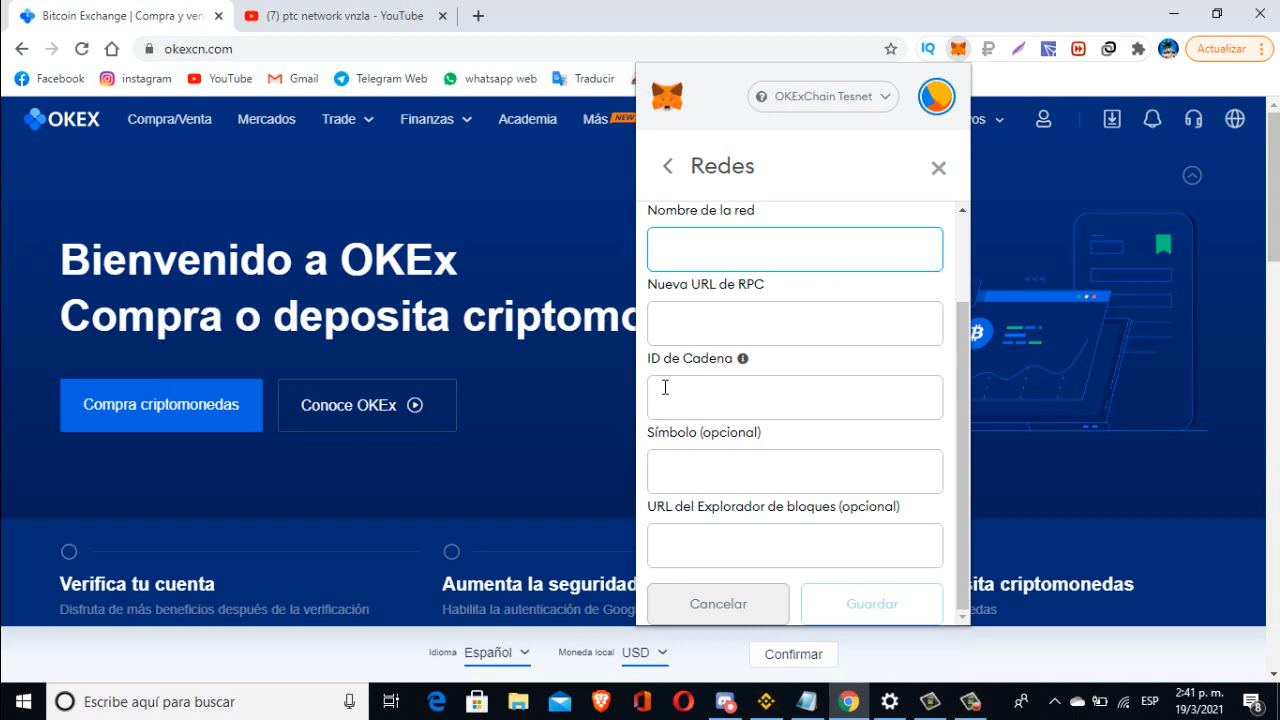 Bitcoin Exchange | Compra y ven
(7) ptc network vnzla - YouTube
okexcn.com
IQ
Actualizar
Facebook
instagram
YouTube
Gmail
Telegram Web
whatsapp web
Traducir
OKEX
Compra/Venta
Mercados
Trade
Finanzas
Academia
Más
NEW
os
OKExChain Tesnet
Redes
Nombre de la red
Nueva URL de RPC
ID de Cadena
Símbolo (opcional)
URL del Explorador de bloques (opcional)
Cancelar
Guardar
Bienvenido a OKEx
Compra o deposita criptomo
Compra criptomonedas
Conoce OKEx
Verifica tu cuenta
Aumenta la seguridad
sita criptomonedas
Disfruta de más beneficios después de la verificación
Habilita la autenticación de Goog
nedas
Idioma
Español
Moneda local
USD
Confirmar
Escribe aquí para buscar
ESP
2:41 p. m.
19/3/2021
8